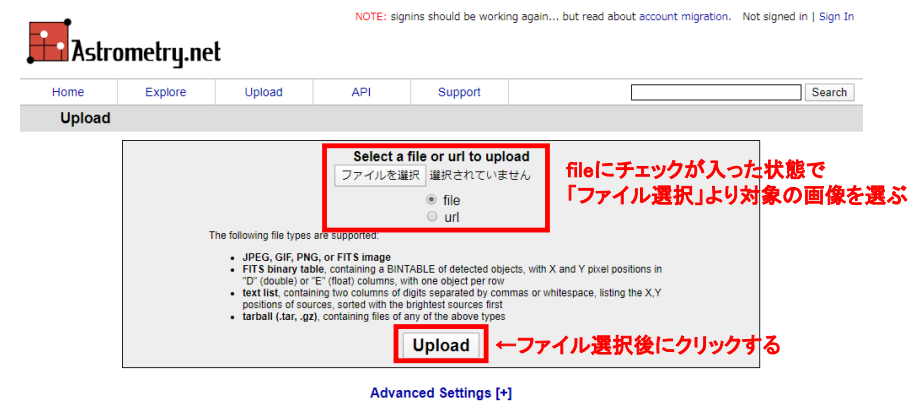 NOTE: signins should be working again... but read about account migration. Not signed in | Sign In
Astrometry.net
Home Explore Upload API Support Search
Upload
Select a file or url to upload
ファイルを選択 選択されていません
file
url
fileにチェックが入った状態で
「ファイル選択」より対象の画像を選ぶ
The following file types are supported:
• JPEG, GIF, PNG, or FITS image
• FITS binary table, containing a BINTABLE of detected objects, with X and Y pixel positions in
"D" (double) or "E" (float) columns, with one object per row
• text list, containing two columns of digits separated by commas or whitespace, listing the X,Y
positions of sources, sorted with the brightest sources first
• tarball (.tar, .gz), containing files of any of the above types
Upload ←ファイル選択後にクリックする
Advanced Settings [+]